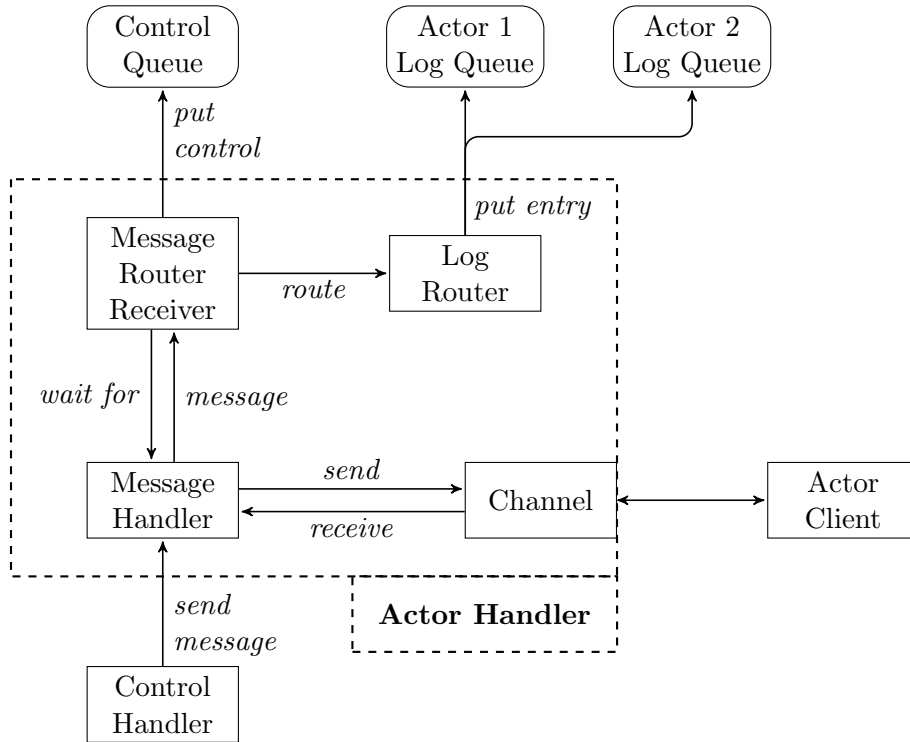 Control
Queue
Actor 1
Log Queue
Actor 2
Log Queue
put
control
put entry
Message
Router
Receiver
route
Log
Router
wait for
message
Message
Handler
send
receive
Channel
Actor
Client
Actor Handler
send
message
Control
Handler